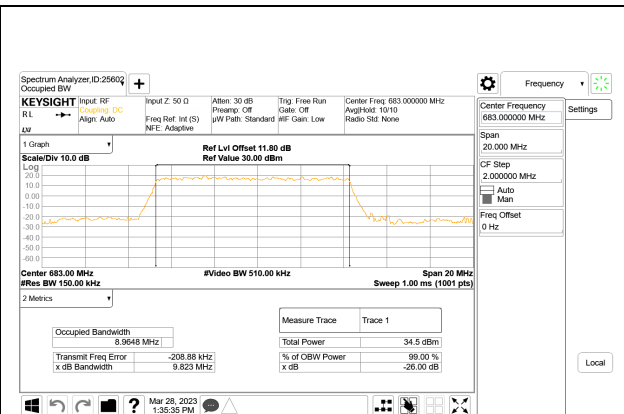 Spectrum Analyzer,ID:25602
Occupied BW
+
Frequency
KEYSIGHT
R L
LXI
Input: RF
Coupling: DC
Align: Auto
Input Z: 50 Ω
Freq Ref: Int (S)
NFE: Adaptive
Atten: 30 dB
Preamp: Off
µW Path: Standard
Trig: Free Run
Gate: Off
#IF Gain: Low
Center Freq: 683.000000 MHz
Avg|Hold: 10/10
Radio Std: None
Center Frequency
683.000000 MHz
Settings
Span
20.000 MHz
CF Step
2.000000 MHz
Auto
Man
Freq Offset
0 Hz
Local
1 Graph
Scale/Div 10.0 dB
Ref Lvl Offset 11.80 dB
Ref Value 30.00 dBm
Log
20.0
10.0
0.00
-10.0
-20.0
-30.0
-40.0
-50.0
-60.0
Center 683.00 MHz
#Video BW 510.00 kHz
Span 20 MHz
#Res BW 150.00 kHz
Sweep 1.00 ms (1001 pts)
2 Metrics
Measure Trace
Trace 1
Occupied Bandwidth
8.9648 MHz
Total Power
34.5 dBm
Transmit Freq Error
-208.88 kHz
% of OBW Power
99.00 %
x dB Bandwidth
9.823 MHz
x dB
-26.00 dB
?
Mar 28, 2023
1:35:35 PM